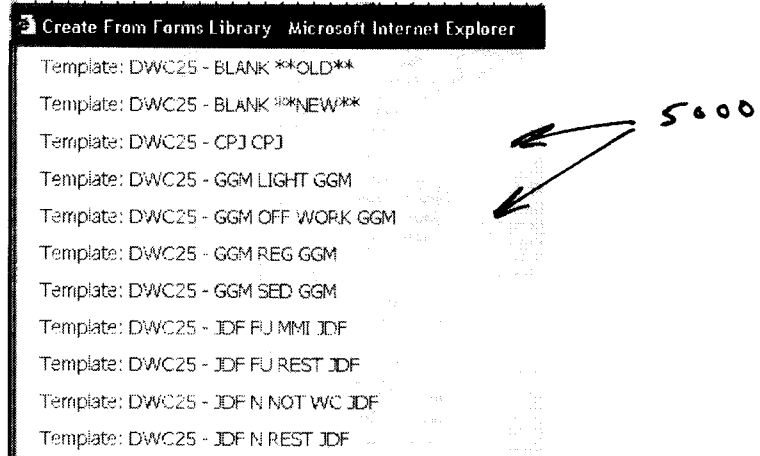 Create From Forms Library Microsoft Internet Explorer
Template: DWC25 - BLANK **OLD**
Template: DWC25 - BLANK **NEW**
Template: DWC25 - CPJ CPJ
5000
Template: DWC25 - GGM LIGHT GGM
Template: DWC25 - GGM OFF WORK GGM
Template: DWC25 - GGM REG GGM
Template: DWC25 - GGM SED GGM
Template: DWC25 - JDF FU MMI JDF
Template: DWC25 - JDF FU REST JDF
Template: DWC25 - JDF N NOT WC JDF
Template: DWC25 - JDF N REST JDF